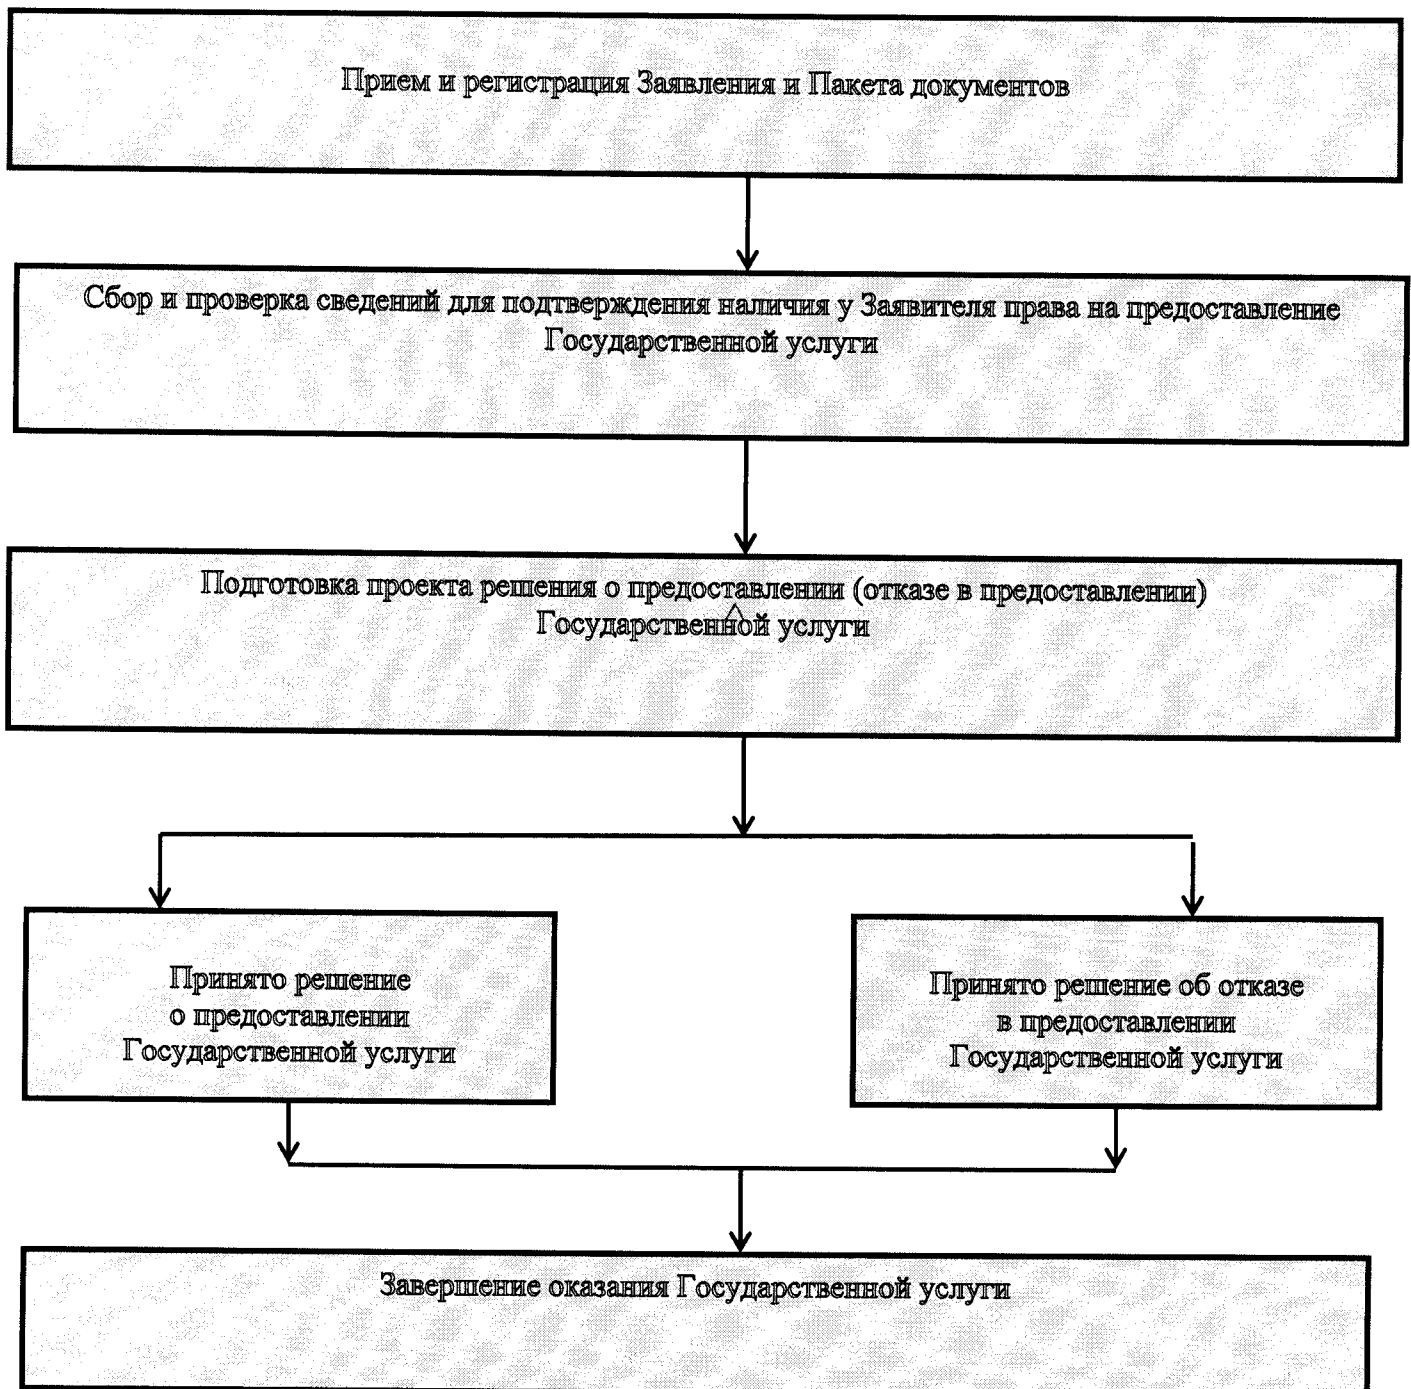 Прием и регистрация Заявления и Пакета документов
Сбор и проверка сведений для подтверждения наличия у Заявителя права на предоставление
Государственной услуги
Подготовка проекта решения о предоставлении (отказе в предоставлении)
Государственной услуги
Принято решение
о предоставлении
Государственной услуги
Принято решение об отказе
в предоставлении
Государственной услуги
Завершение оказания Государственной услуги